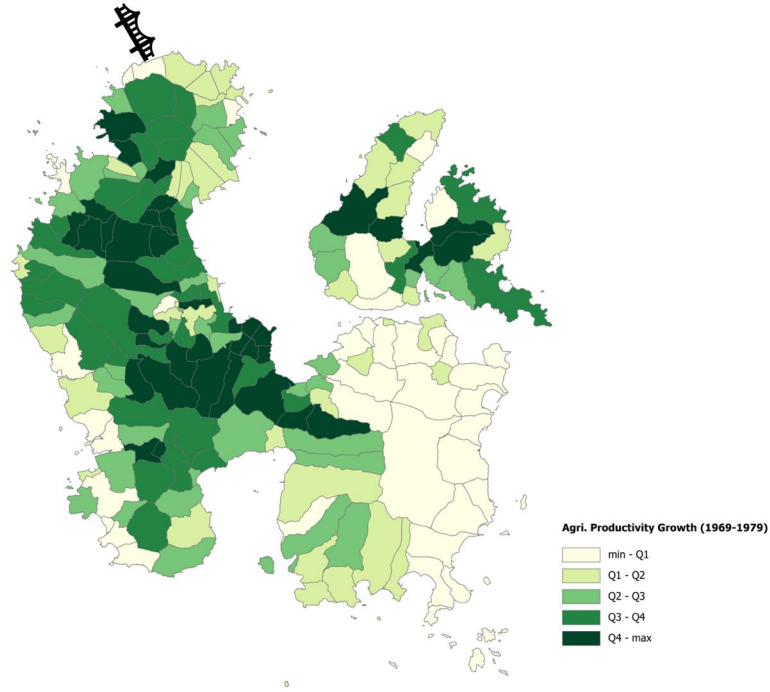 Agri. Productivity Growth (1969-1979)
min - Q1
Q1 - Q2
Q2 - Q3
Q3 - Q4
Q4 - max